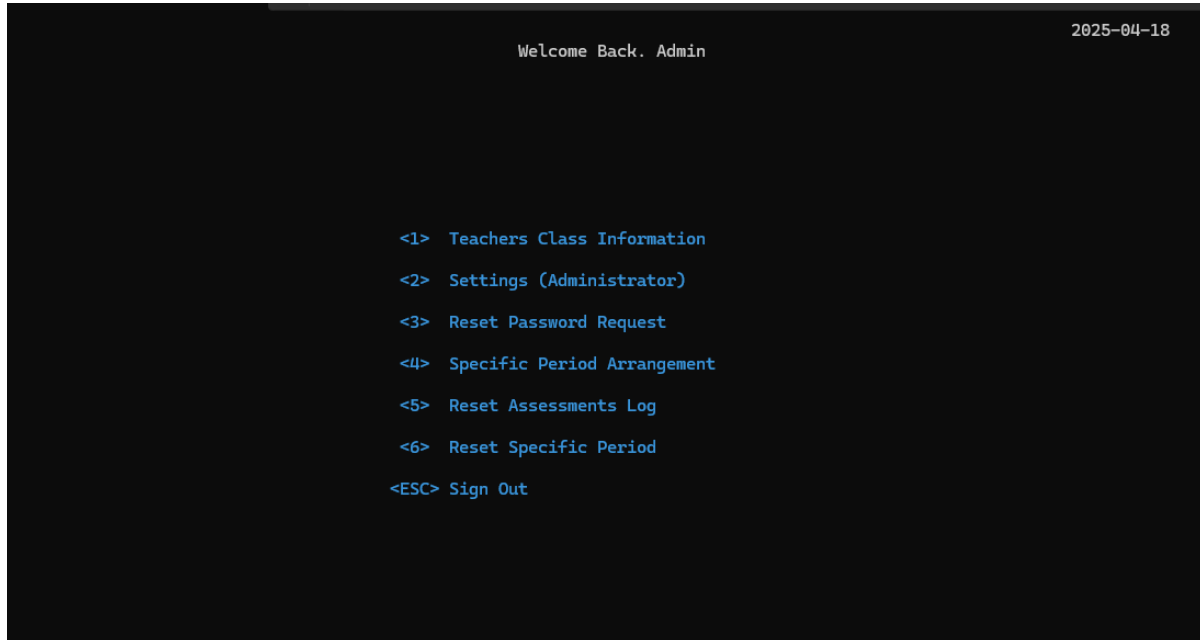 2025-04-18
Welcome Back. Admin
<1> Teachers Class Information
<2> Settings (Administrator)
<3> Reset Password Request
<4> Specific Period Arrangement
<5> Reset Assessments Log
<6> Reset Specific Period
<ESC> Sign Out